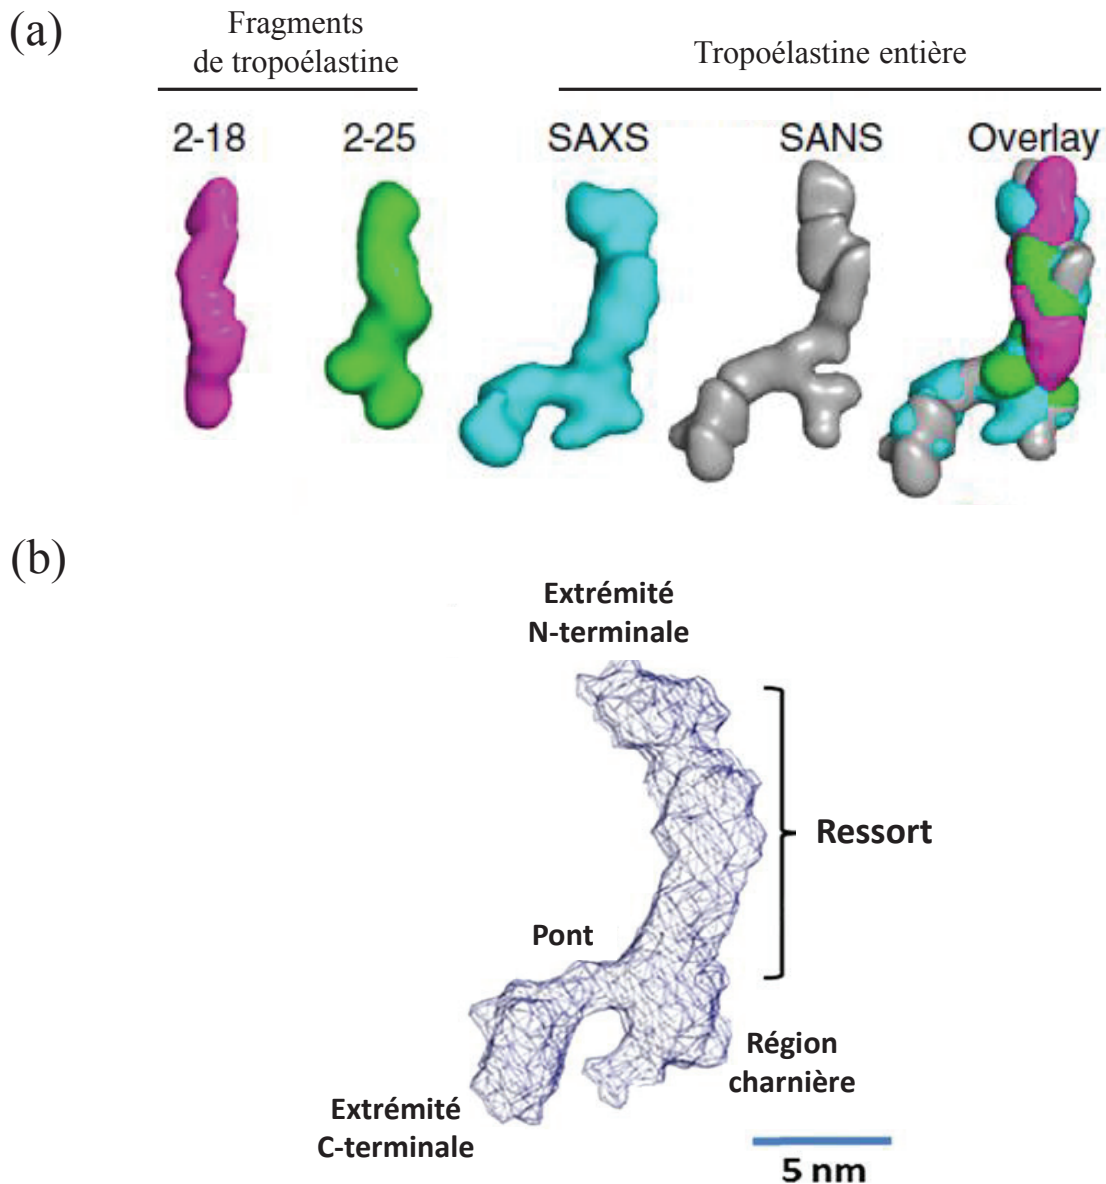 (a)
Fragments
de tropoélastine
Tropoélastine entière
2-18
2-25
SAXS
SANS
Overlay
(b)
Extrémité
N-terminale
Ressort
Pont
Région
charnière
Extrémité
C-terminale
5 nm